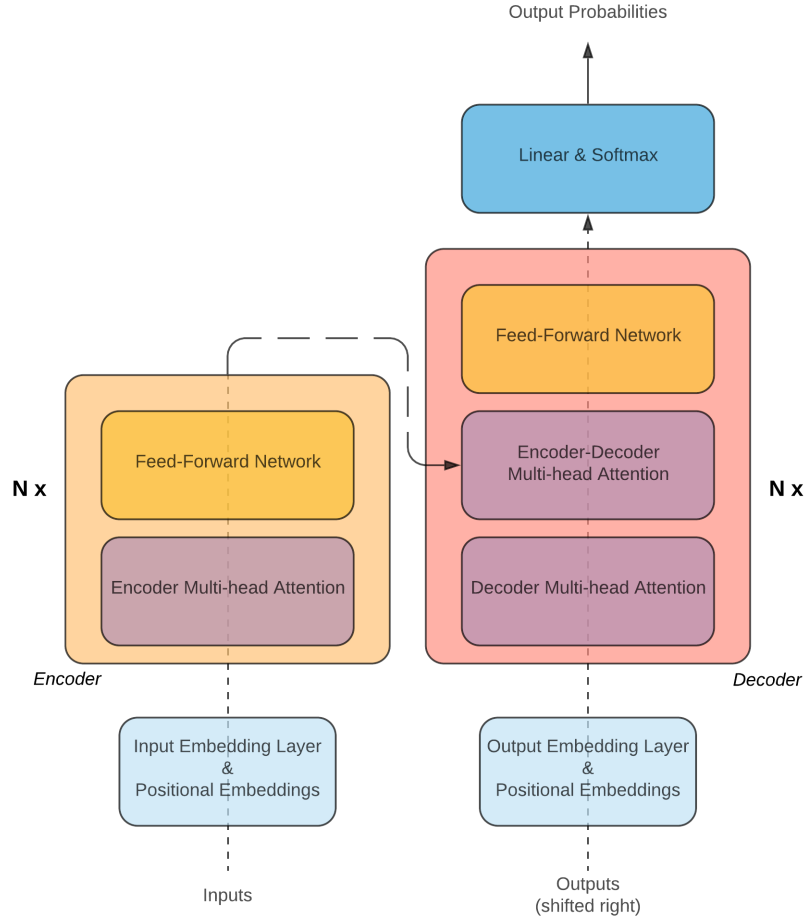 Output Probabilities
Linear & Softmax
Feed-Forward Network
Encoder-Decoder
Multi-head Attention
Decoder Multi-head Attention
N x
Decoder
Feed-Forward Network
Encoder Multi-head Attention
N x
Encoder
Input Embedding Layer
&
Positional Embeddings
Inputs
Output Embedding Layer
&
Positional Embeddings
Outputs
(shifted right)